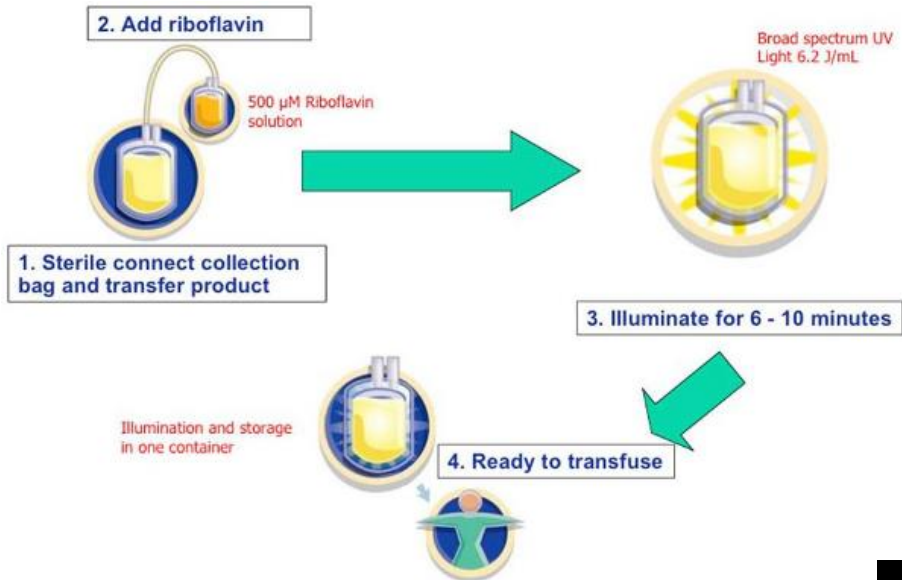 2. Add riboflavin
500 µM Riboflavin
solution
1. Sterile connect collection
bag and transfer product
Broad spectrum UV
Light 6.2 J/mL
3. Illuminate for 6 - 10 minutes
Illumination and storage
in one container
4. Ready to transfuse